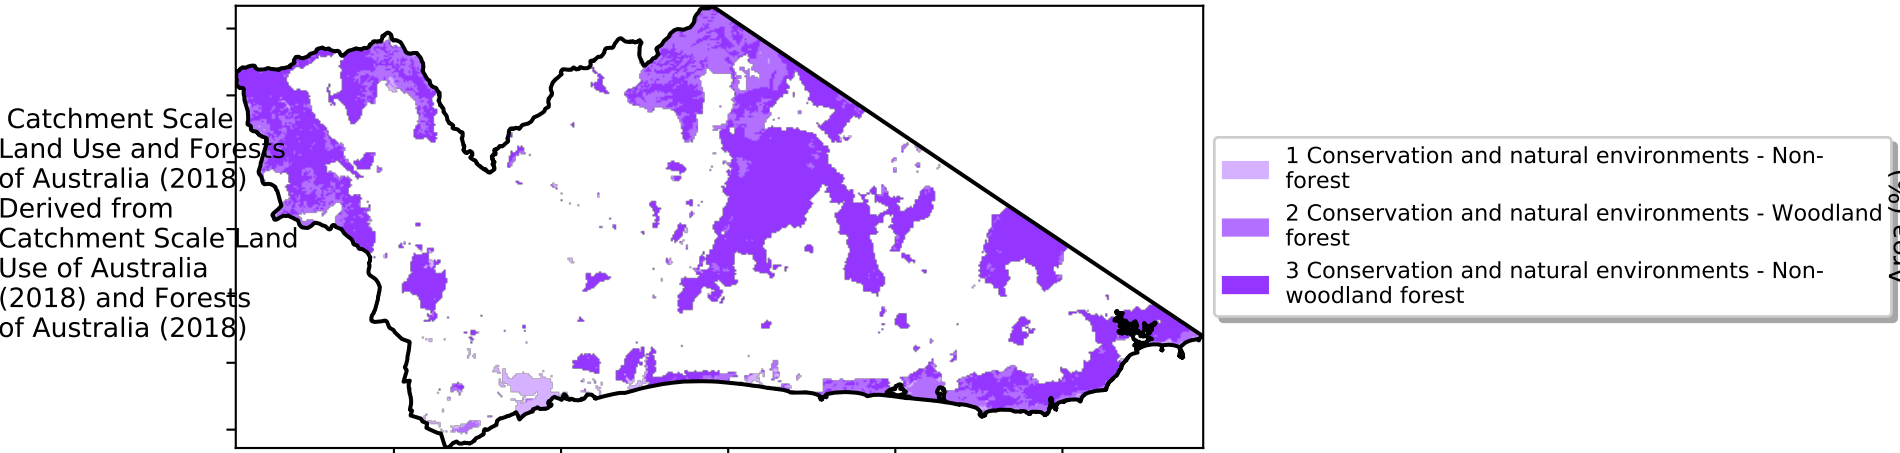 Catchment Scale
Land Use and Forests
of Australia (2018)
Derived from
Catchment Scale Land
Use of Australia
(2018) and Forests
of Australia (2018)
1 Conservation and natural environments - Non-
forest
2 Conservation and natural environments - Woodland
forest
3 Conservation and natural environments - Non-
woodland forest